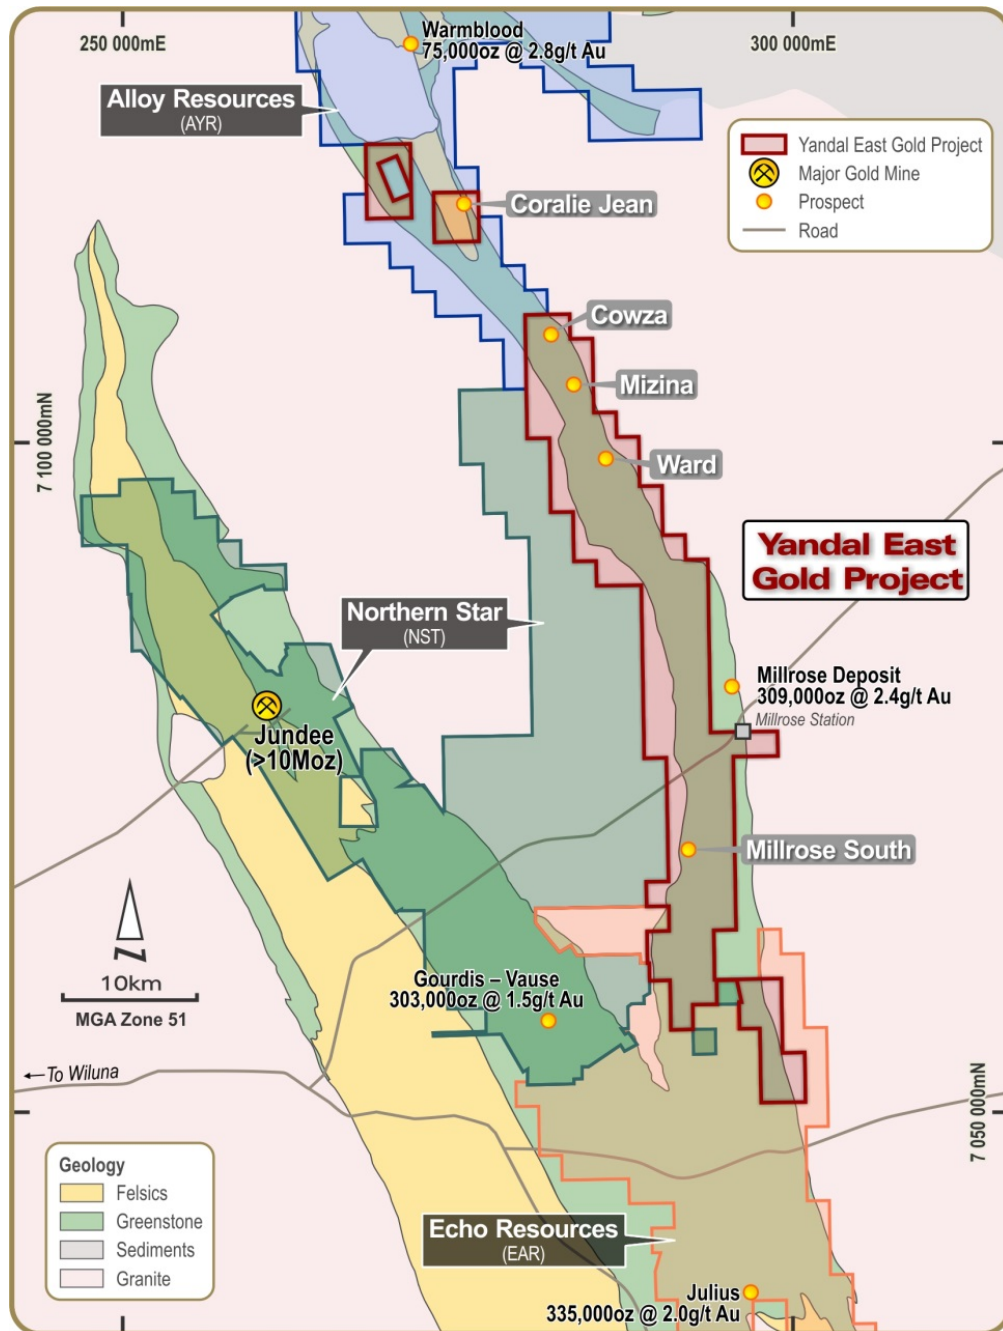 250 000mE
300 000mE
Warmblood
75,000oz @ 2.8g/t Au
Alloy Resources
(AYR)
Yandal East Gold Project
Major Gold Mine
Prospect
Road
Coralie Jean
Cowza
Mizina
7 100 000mN
Ward
Yandal East
Gold Project
Northern Star
(NST)
Millrose Deposit
309,000oz @ 2.4g/t Au
Millrose Station
Jundee
(>10Moz)
Millrose South
N
10km
MGA Zone 51
Gourdis – Vause
303,000oz @ 1.5g/t Au
←To Wiluna
7 050 000mN
Geology
Felsics
Greenstone
Sediments
Granite
Echo Resources
(EAR)
Julius
335,000oz @ 2.0g/t Au